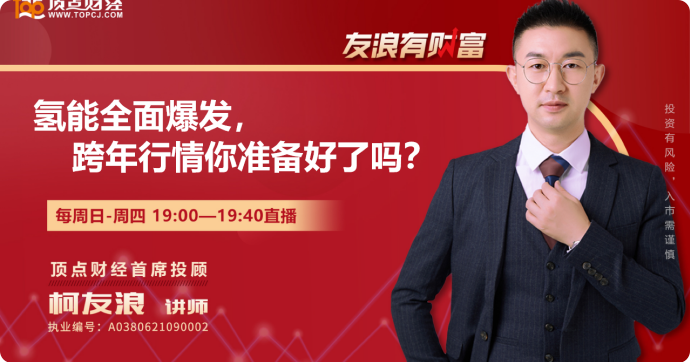 顶点财经
WWW.TOPCJ.COM
友浪有财富
氢能全面爆发，
跨年行情你准备好了吗？
每周日-周四 19:00—19:40直播
顶点财经首席投顾
柯友浪 讲师
执业编号：A0380621090002
投资有风险，入市需谨慎